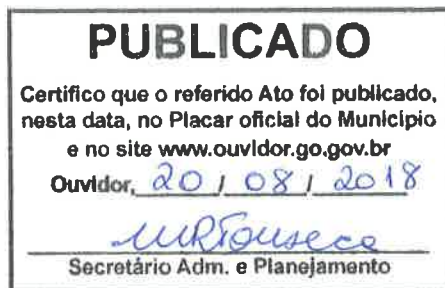 PUBLICADO
Certifico que o referido Ato foi publicado,
nesta data, no Placar oficial do Município
e no site www.ouvidor.go.gov.br
Ouvidor, 20 / 08 / 2018
MRFonseca
Secretário Adm. e Planejamento